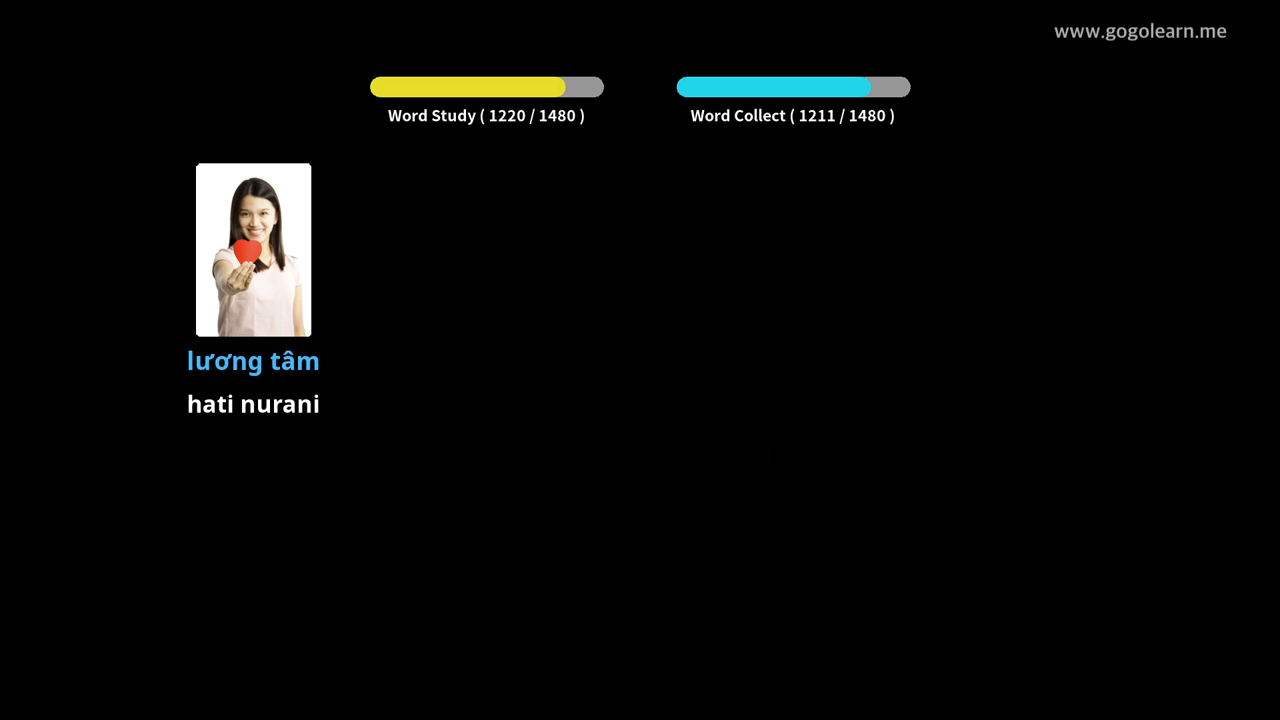 www.gogolearn.me
Word Study ( 1220 / 1480 )
Word Collect ( 1211 / 1480 )
lương tâm
hati nurani